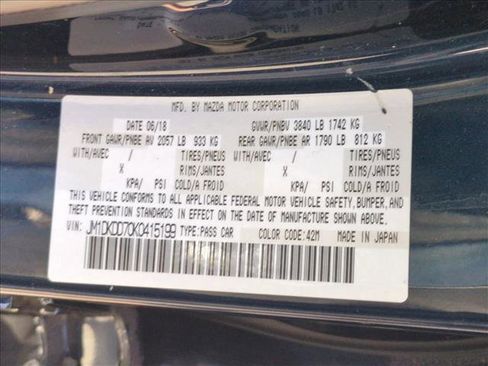 MFD. BY MAZDA MOTOR CORPORATION
DATE 06/18 GVWR/PNBV 3840 LB 1742 KG
FRONT GAWR/PNBE AV 2057 LB 933 KG REAR GAWR/PNBE AR 1790 LB 812 KG
WITH/AVEC / TIRES/PNEUS WITH/AVEC / TIRES/PNEUS
X RIMS/JANTES X RIMS/JANTES
KPA/ PSI COLD/A FROID KPA/ PSI COLD/A FROID
THIS VEHICLE CONFORMS TO ALL APPLICABLE FEDERAL MOTOR VEHICLE SAFETY, BUMPER, AND
THEFT PREVENTION STANDARDS IN EFFECT ON THE DATE OF MANUFACTURE SHOWN ABOVE.
VIN: JM1DKDD70K0415199 TYPE: PASS CAR COLOR CODE: 42M MADE IN JAPAN